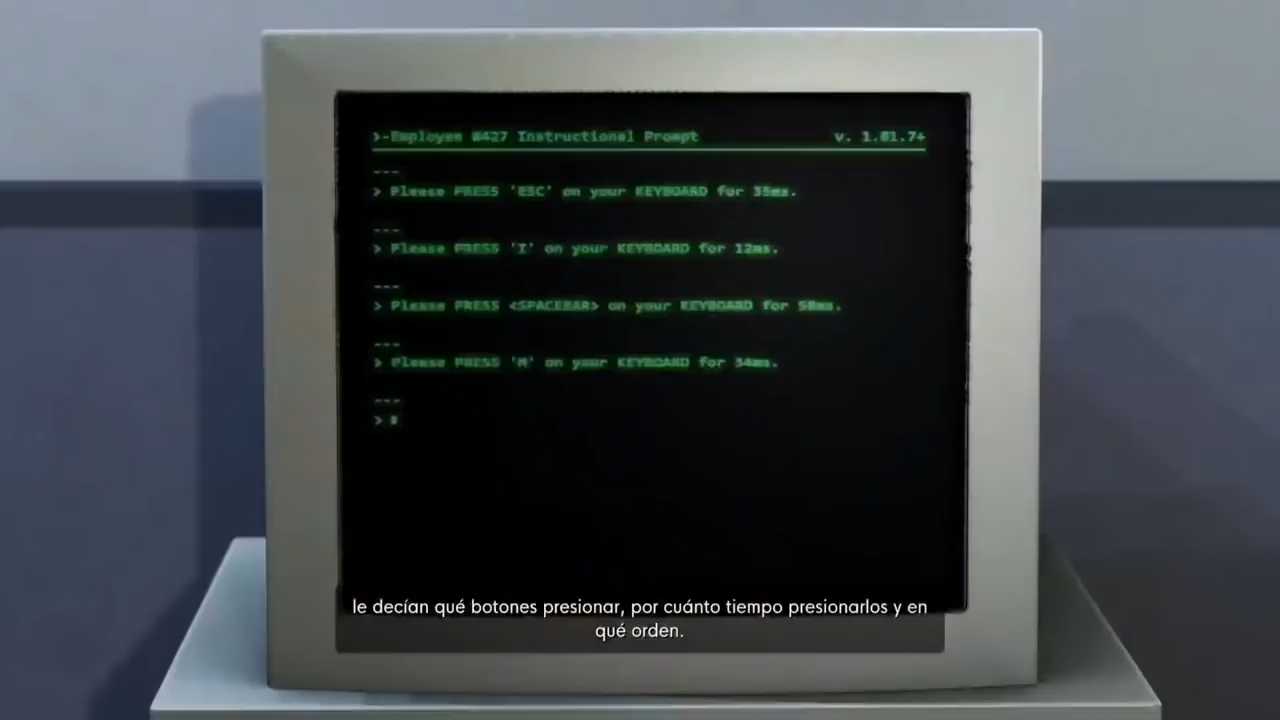 >-Employee #427 Instructional Prompt v. 1.61.7+
---
> Please PRESS 'ESC' on your KEYBOARD for 35ms.
---
> Please PRESS 'I' on your KEYBOARD for 12ms.
---
> Please PRESS <SPACEBAR> on your KEYBOARD for 50ms.
---
> Please PRESS 'M' on your KEYBOARD for 34ms.
---
>
le decían qué botones presionar, por cuánto tiempo presionarlos y en
qué orden.